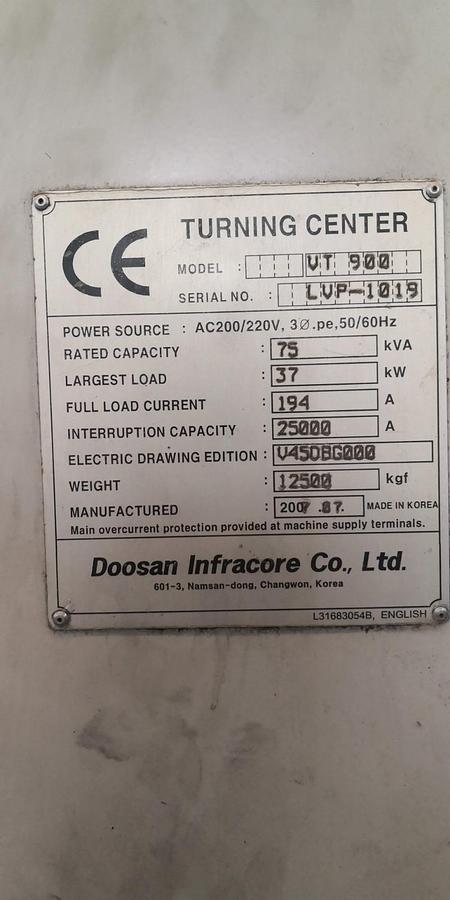 CE
TURNING CENTER
MODEL : VT 900
SERIAL NO. : LVP-1019
POWER SOURCE : AC200/220V, 3Ø.pe,50/60Hz
RATED CAPACITY : 75 kVA
LARGEST LOAD : 37 kW
FULL LOAD CURRENT : 194 A
INTERRUPTION CAPACITY : 25000 A
ELECTRIC DRAWING EDITION : V45DBG000
WEIGHT : 12500 kgf
MANUFACTURED : 2007 .07. MADE IN KOREA
Main overcurrent protection provided at machine supply terminals.
Doosan Infracore Co., Ltd.
601-3, Namsan-dong, Changwon, Korea
L31683054B, ENGLISH